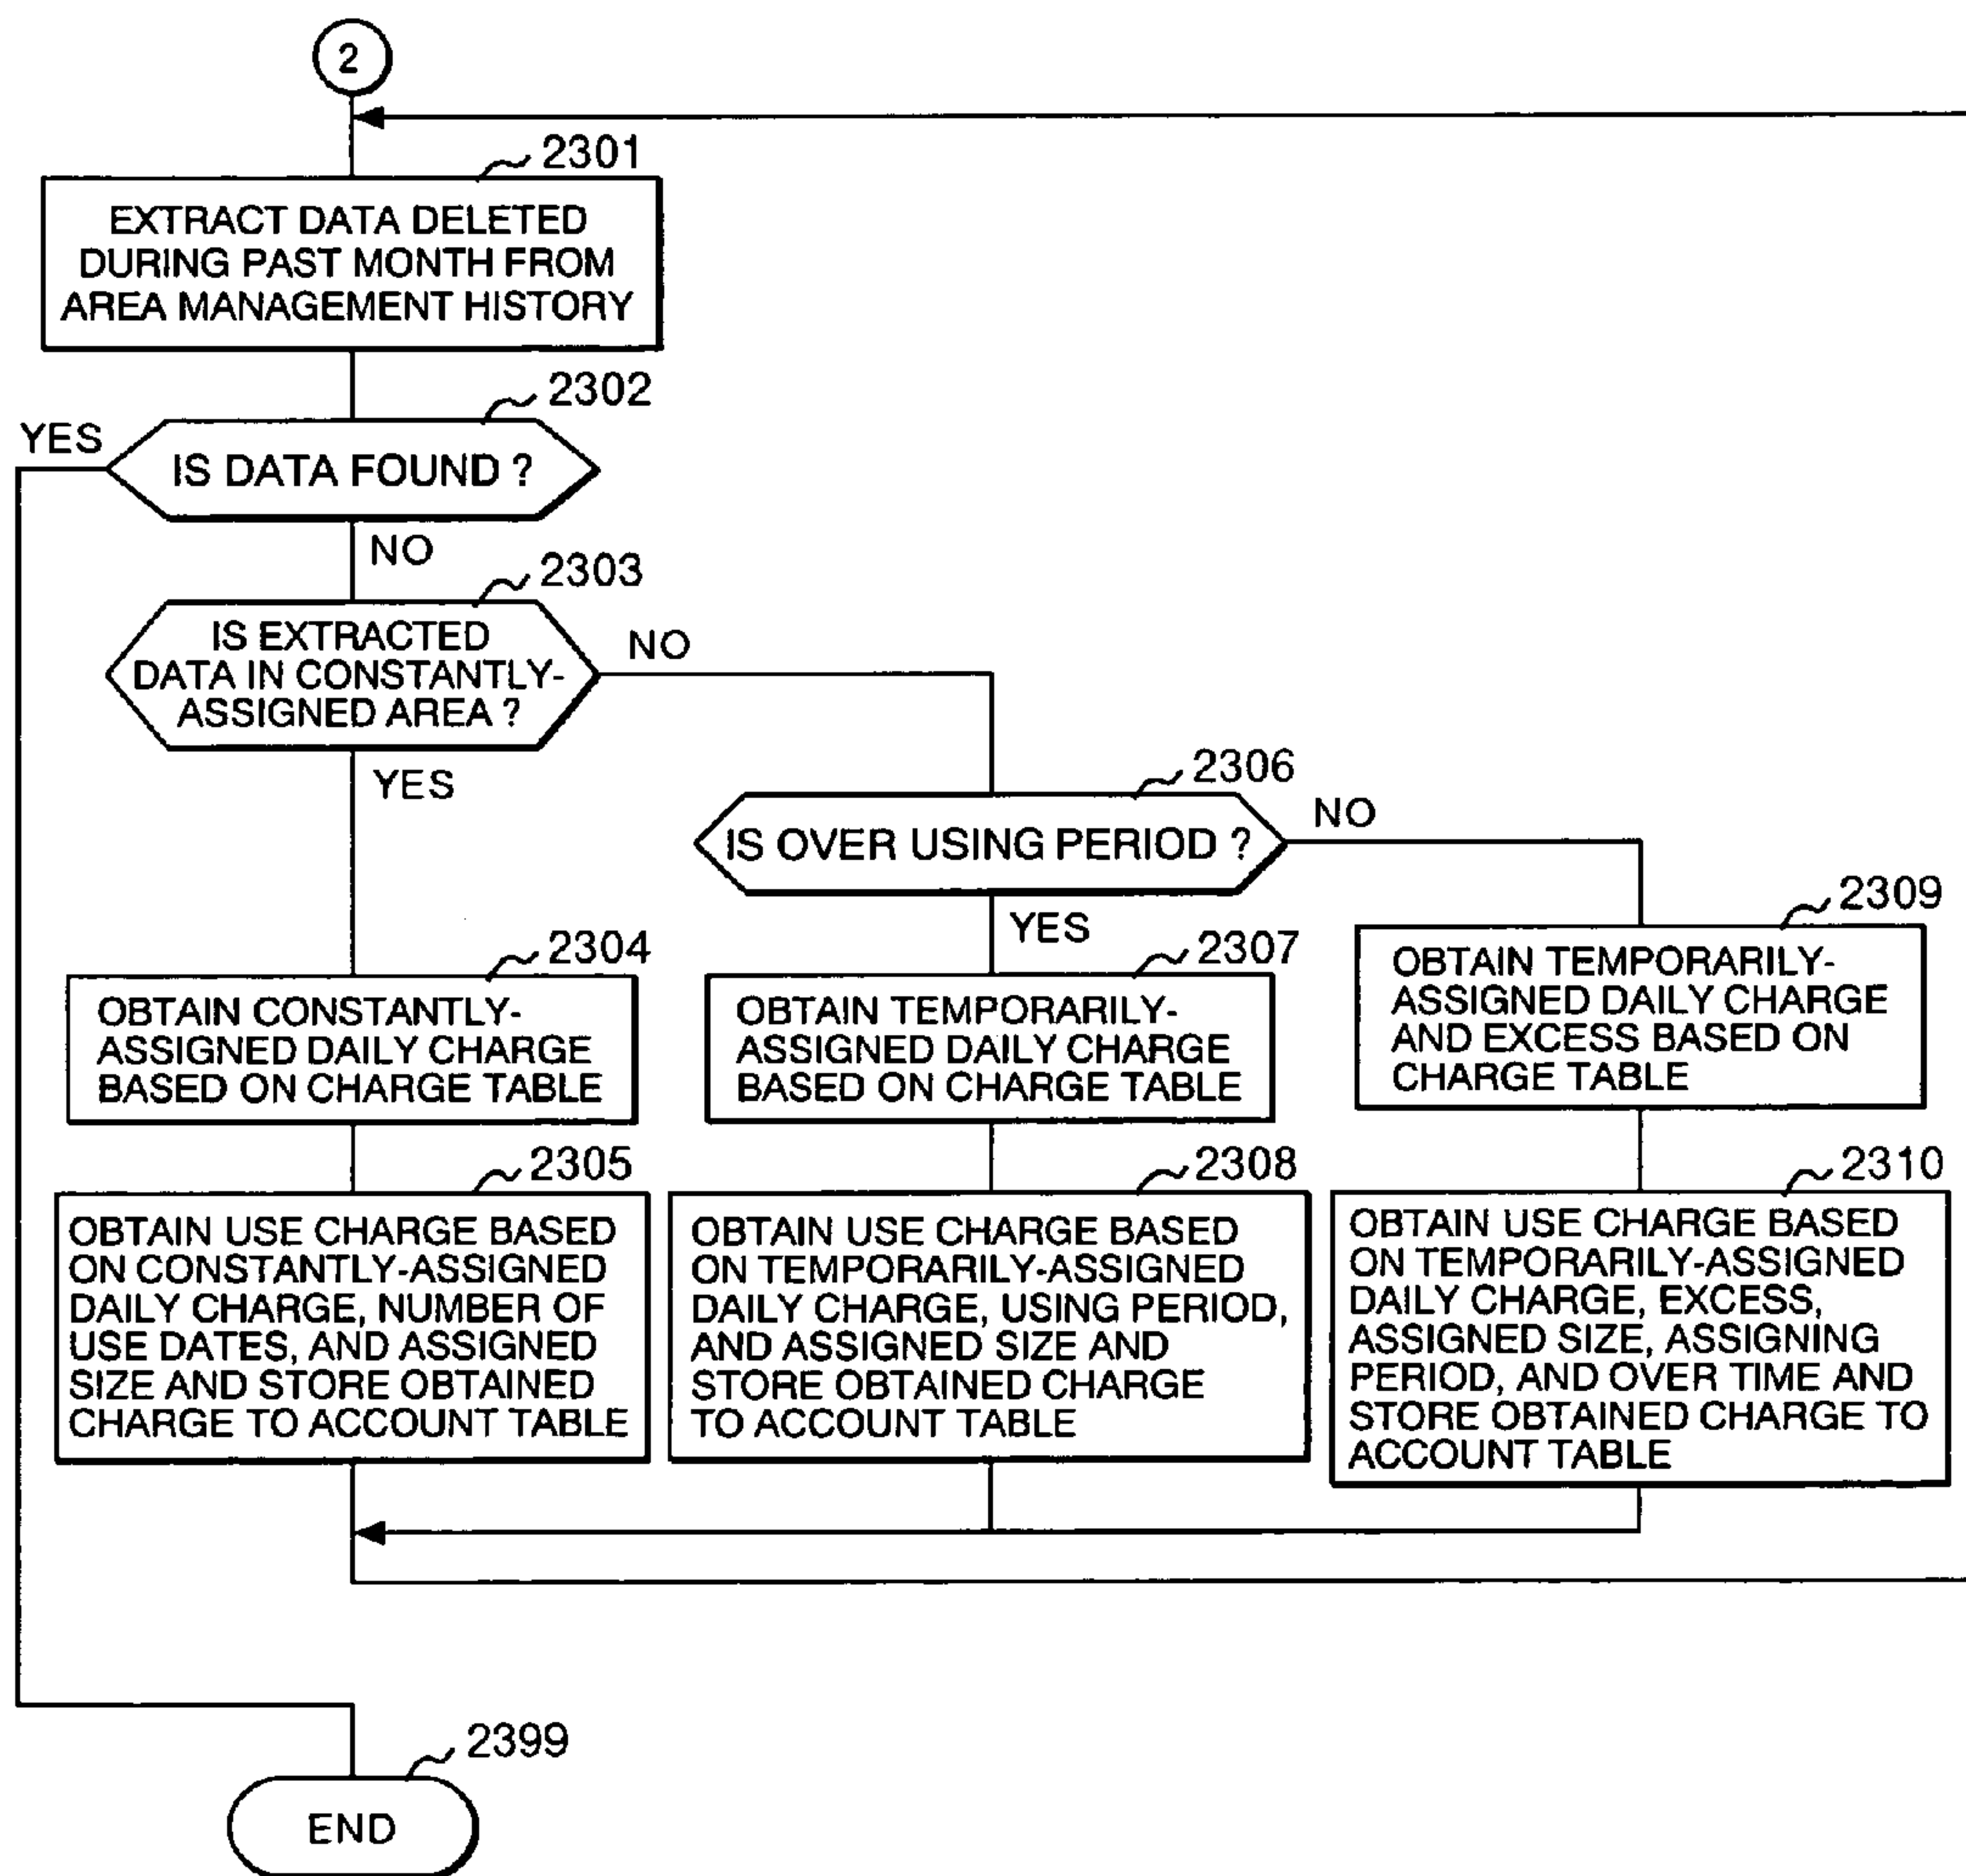 2
2301
EXTRACT DATA DELETED
DURING PAST MONTH FROM
AREA MANAGEMENT HISTORY
2302
YES
IS DATA FOUND ?
NO
2303
IS EXTRACTED
DATA IN CONSTANTLY-
ASSIGNED AREA ?
NO
YES
2306
IS OVER USING PERIOD ?
NO
YES
2304
OBTAIN CONSTANTLY-
ASSIGNED DAILY CHARGE
BASED ON CHARGE TABLE
2307
OBTAIN TEMPORARILY-
ASSIGNED DAILY CHARGE
BASED ON CHARGE TABLE
2309
OBTAIN TEMPORARILY-
ASSIGNED DAILY CHARGE
AND EXCESS BASED ON
CHARGE TABLE
2305
OBTAIN USE CHARGE BASED
ON CONSTANTLY-ASSIGNED
DAILY CHARGE, NUMBER OF
USE DATES, AND ASSIGNED
SIZE AND STORE OBTAINED
CHARGE TO ACCOUNT TABLE
2308
OBTAIN USE CHARGE BASED
ON TEMPORARILY-ASSIGNED
DAILY CHARGE, USING PERIOD,
AND ASSIGNED SIZE AND
STORE OBTAINED CHARGE
TO ACCOUNT TABLE
2310
OBTAIN USE CHARGE BASED
ON TEMPORARILY-ASSIGNED
DAILY CHARGE, EXCESS,
ASSIGNED SIZE, ASSIGNING
PERIOD, AND OVER TIME AND
STORE OBTAINED CHARGE TO
ACCOUNT TABLE
2399
END